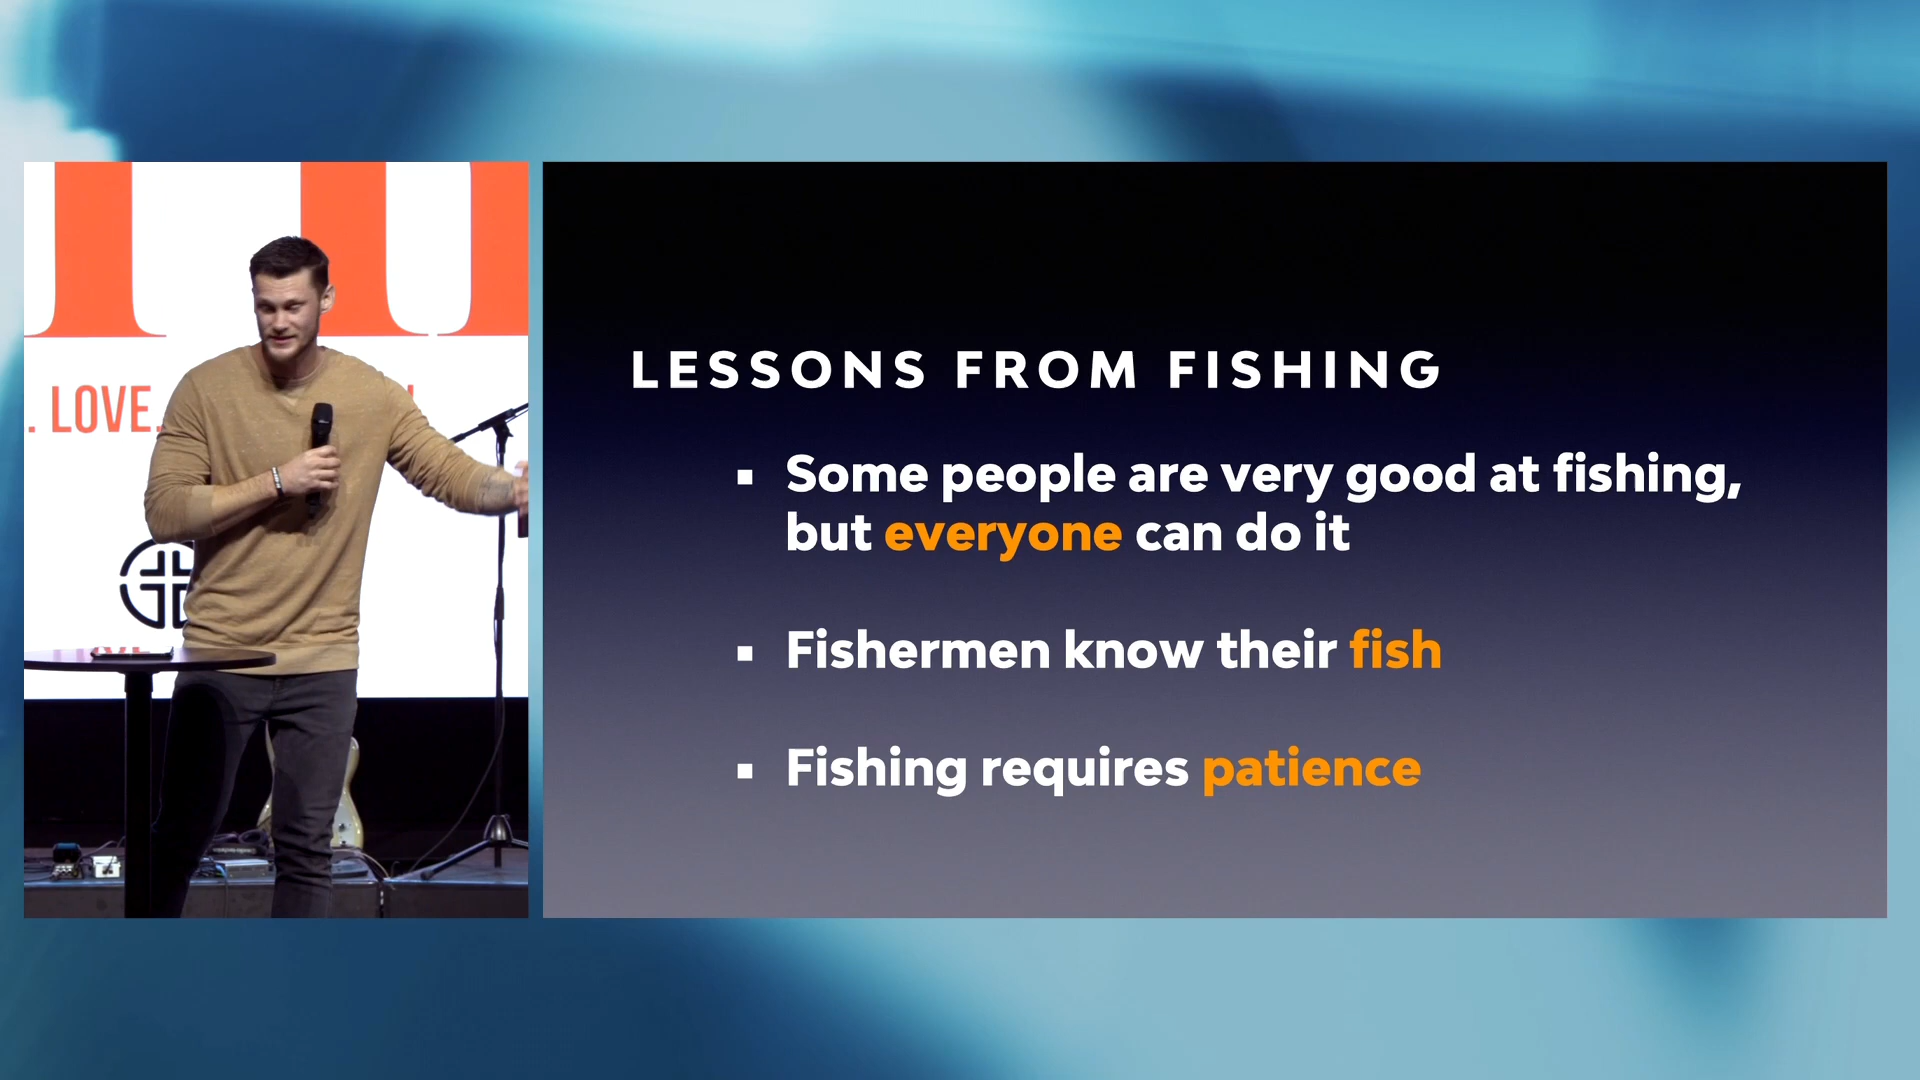 . LOVE.
LESSONS FROM FISHING
▪ Some people are very good at fishing,
but everyone can do it
▪ Fishermen know their fish
▪ Fishing requires patience